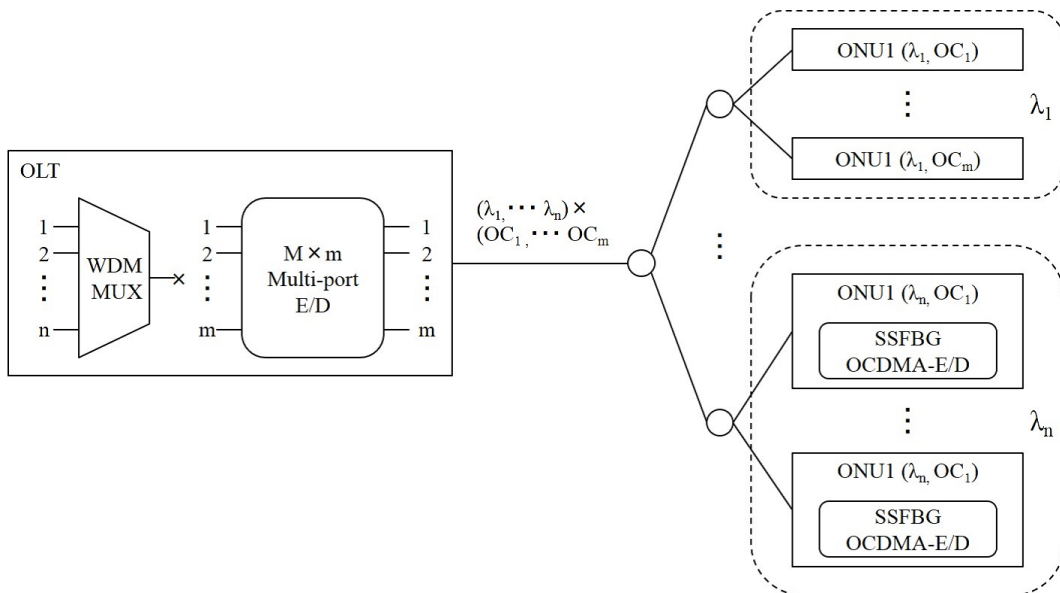 OLT
1
2
⋮
n
WDM
MUX
×
1
2
⋮
m
M×m
Multi-port
E/D
1
2
⋮
m
(λ₁, ⋯ λₙ) ×
(OC₁, ⋯ OCₘ
⋮
ONU1 (λ₁, OC₁)
⋮
ONU1 (λ₁, OCₘ)
λ₁
ONU1 (λₙ, OC₁)
SSFBG
OCDMA-E/D
⋮
ONU1 (λₙ, OC₁)
SSFBG
OCDMA-E/D
λₙ